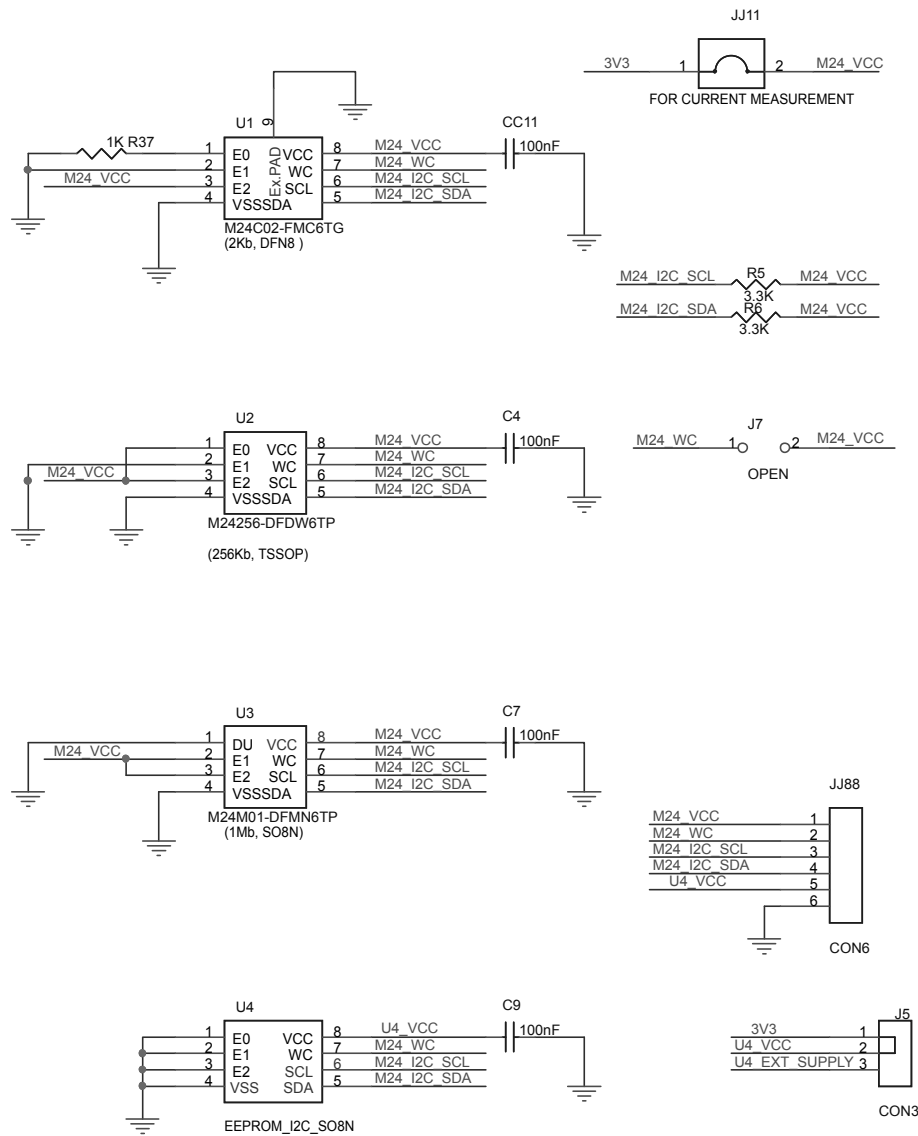 JJ11
3V3 1 2 M24_VCC
FOR CURRENT MEASUREMENT
9
U1
CC11
1K R37 1 E0 VCC 8 M24_VCC 100nF
2 E1 WC 7 M24_WC
M24_VCC 3 E2 SCL 6 M24_I2C_SCL
4 VSSSDA 5 M24_I2C_SDA
Ex.PAD
M24C02-FMC6TG
(2Kb, DFN8 )
M24_I2C_SCL R5 M24_VCC
3.3K
M24_I2C_SDA R6 M24_VCC
3.3K
U2
C4
1 E0 VCC 8 M24_VCC 100nF
2 E1 WC 7 M24_WC
M24_VCC 3 E2 SCL 6 M24_I2C_SCL
4 VSSSDA 5 M24_I2C_SDA
M24256-DFDW6TP
(256Kb, TSSOP)
J7
M24_WC 1 2 M24_VCC
OPEN
U3
C7
1 DU VCC 8 M24_VCC 100nF
M24_VCC 2 E1 WC 7 M24_WC
3 E2 SCL 6 M24_I2C_SCL
4 VSSSDA 5 M24_I2C_SDA
M24M01-DFMN6TP
(1Mb, SO8N)
JJ88
M24_VCC 1
M24_WC 2
M24_I2C_SCL 3
M24_I2C_SDA 4
U4_VCC 5
6
CON6
U4
C9
1 E0 VCC 8 U4_VCC 100nF
2 E1 WC 7 M24_WC
3 E2 SCL 6 M24_I2C_SCL
4 VSS SDA 5 M24_I2C_SDA
EEPROM_I2C_SO8N
J5
3V3 1
U4_VCC 2
U4_EXT_SUPPLY 3
CON3